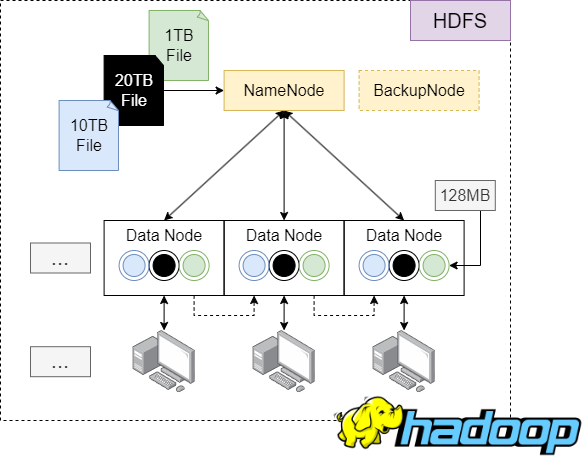 HDFS
1TB
File
20TB
File
10TB
File
NameNode
BackupNode
128MB
Data Node
Data Node
Data Node
...
...
hadoop